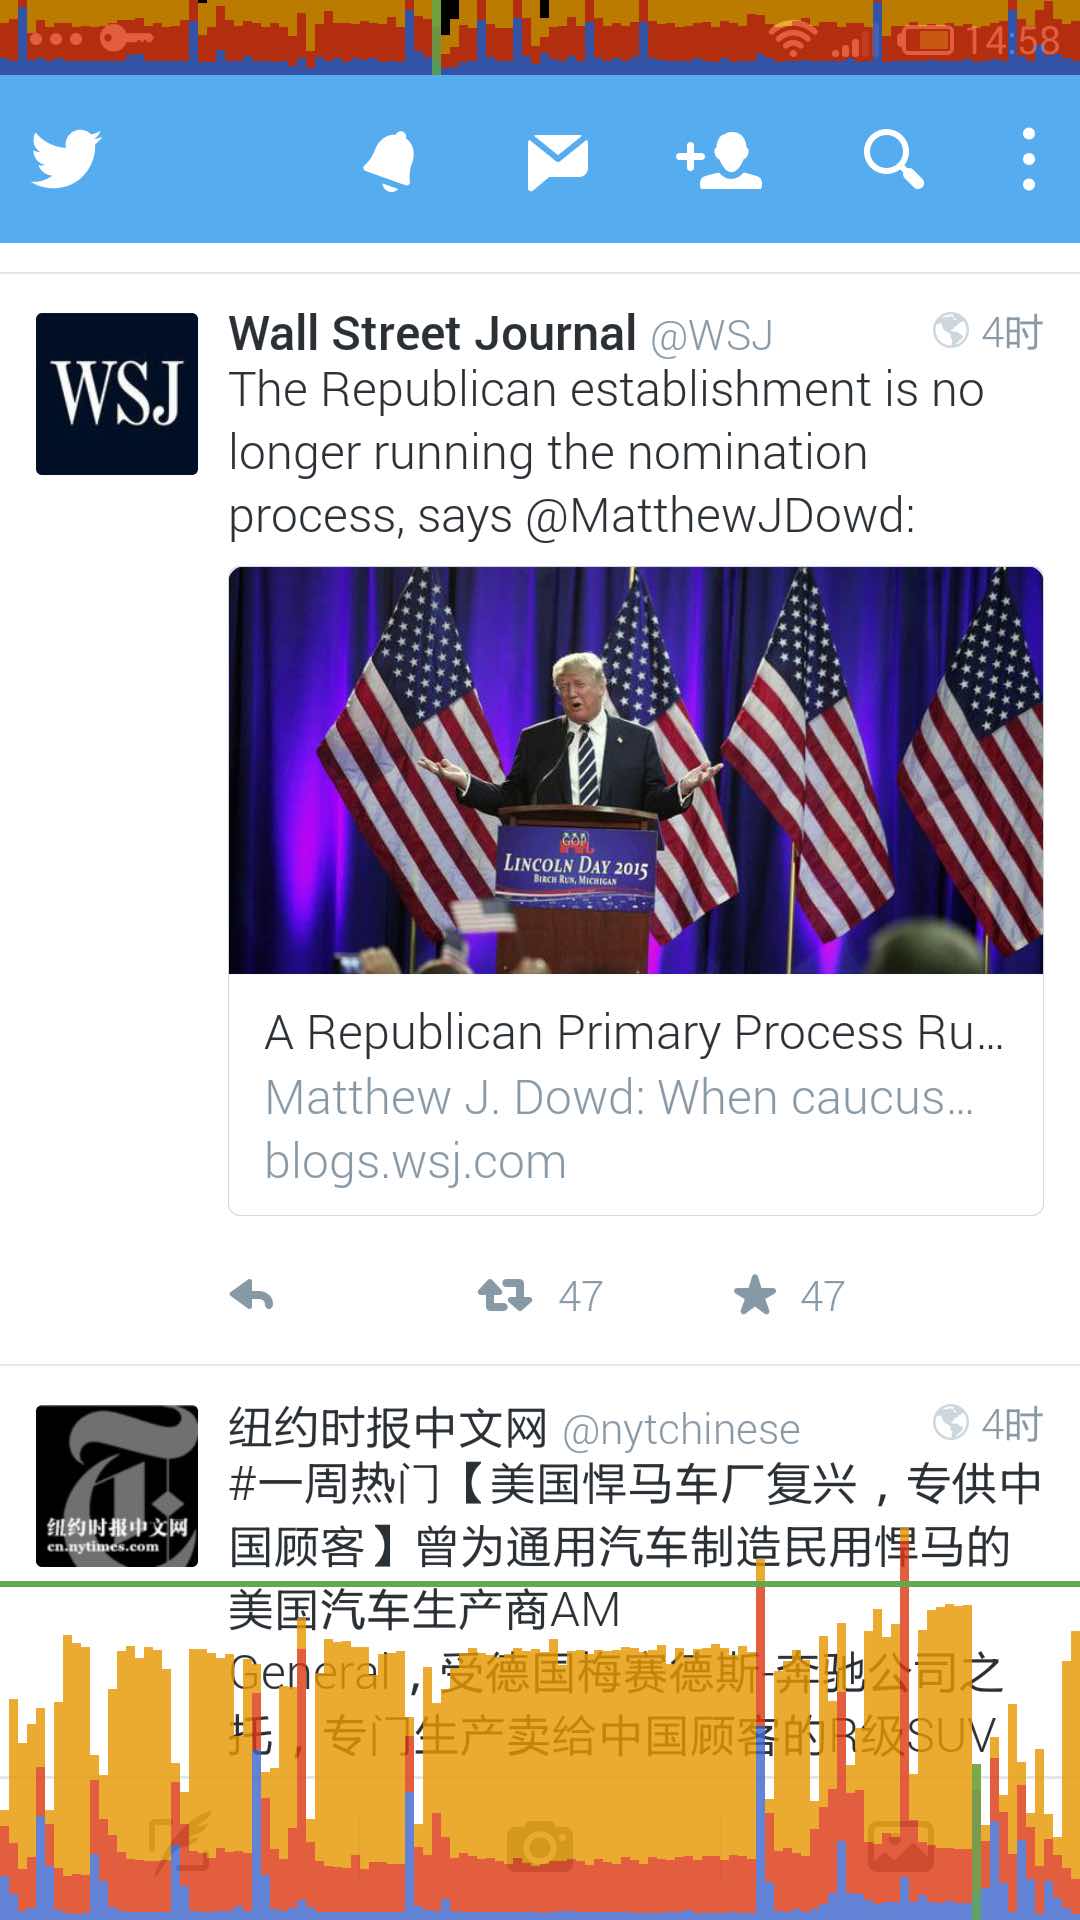 14:58
WSJ
Wall Street Journal @WSJ 4时
The Republican establishment is no
longer running the nomination
process, says @MatthewJDowd:
GOP
LINCOLN DAY 2015
BIRCH RUN, MICHIGAN
A Republican Primary Process Ru...
Matthew J. Dowd: When caucus...
blogs.wsj.com
47 47
纽约时报中文网
cn.nytimes.com
纽约时报中文网 @nytchinese 4时
#一周热门【美国悍马车厂复兴，专供中
国顾客】曾为通用汽车制造民用悍马的
美国汽车生产商AM
General，受德国梅赛德斯-奔驰公司之
托，专门生产卖给中国顾客的R级SUV